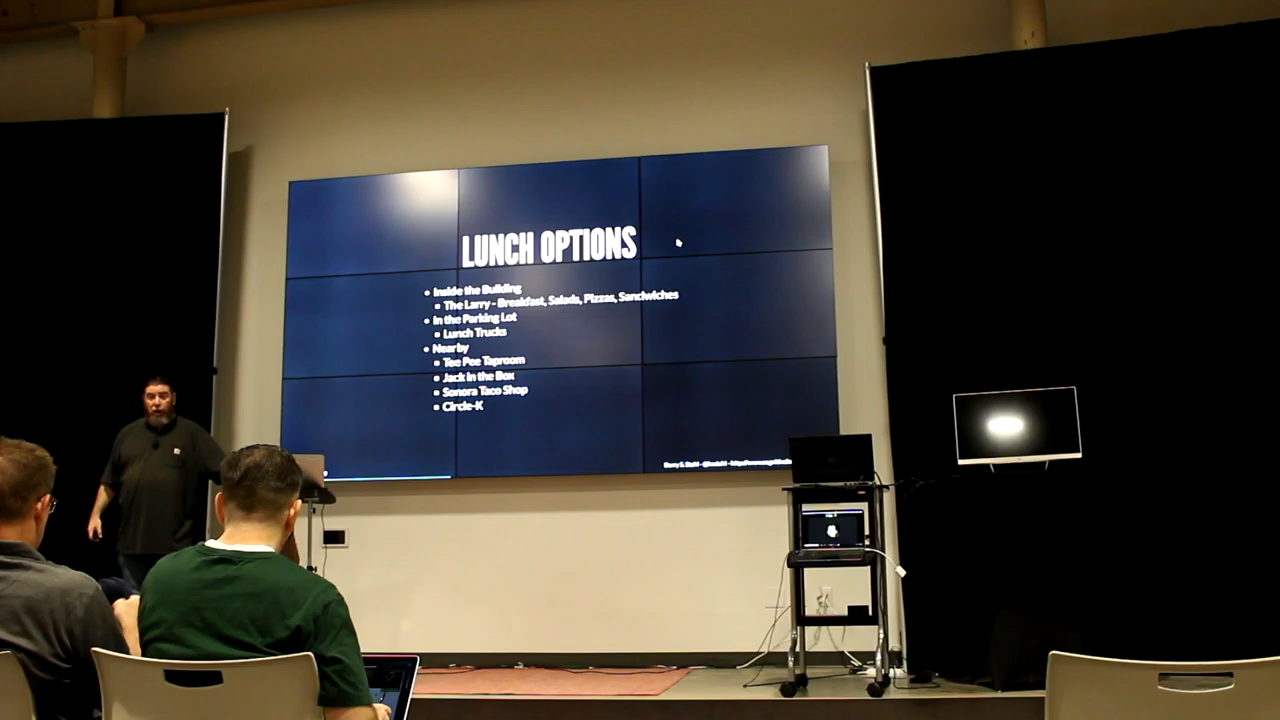 LUNCH OPTIONS
Inside the Building
The Larry - Breakfast, Salads, Pizzas, Sandwiches
In the Parking Lot
Lunch Trucks
Nearby
Tee Pee Taproom
Jack in the Box
Sonora Taco Shop
Circle-K